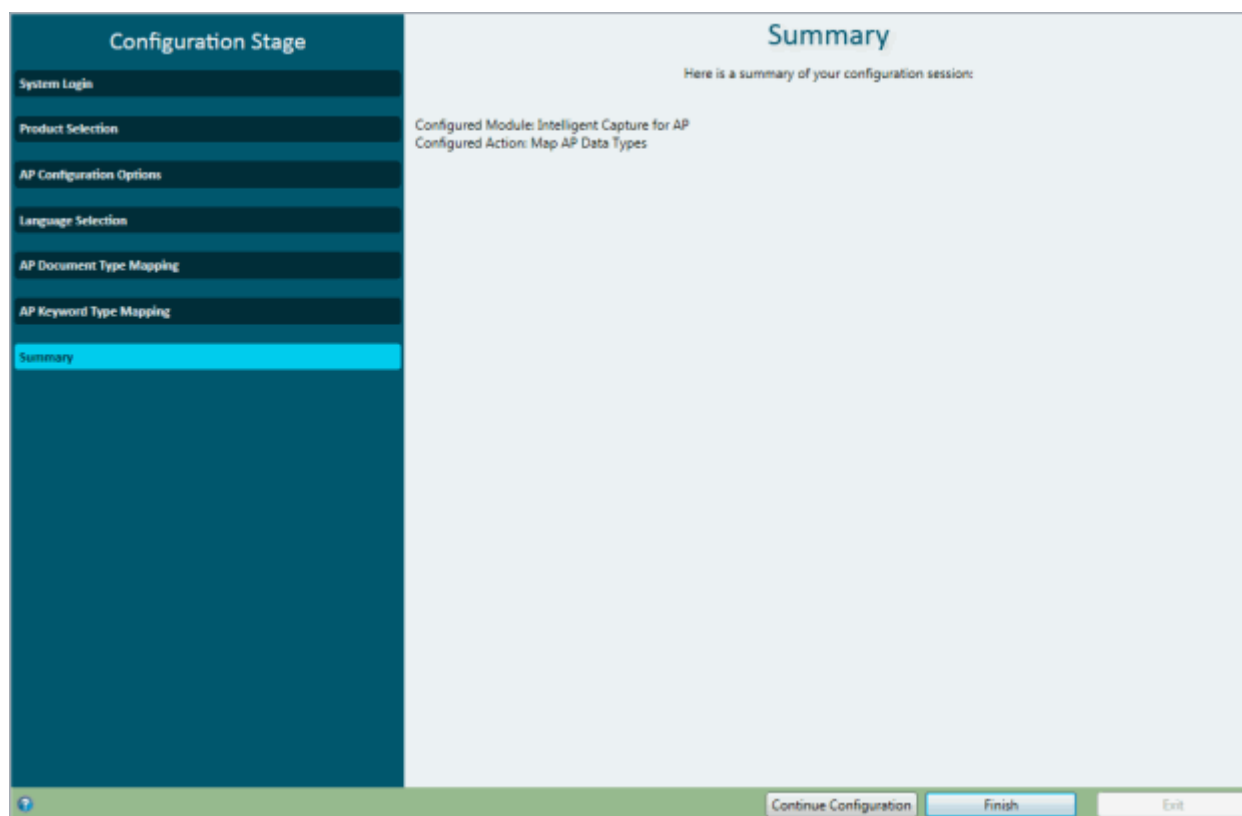 Configuration Stage
System Login
Product Selection
AP Configuration Options
Language Selection
AP Document Type Mapping
AP Keyword Type Mapping
Summary
Summary
Here is a summary of your configuration session:
Configured Module: Intelligent Capture for AP
Configured Action: Map AP Data Types
Continue Configuration
Finish
Exit